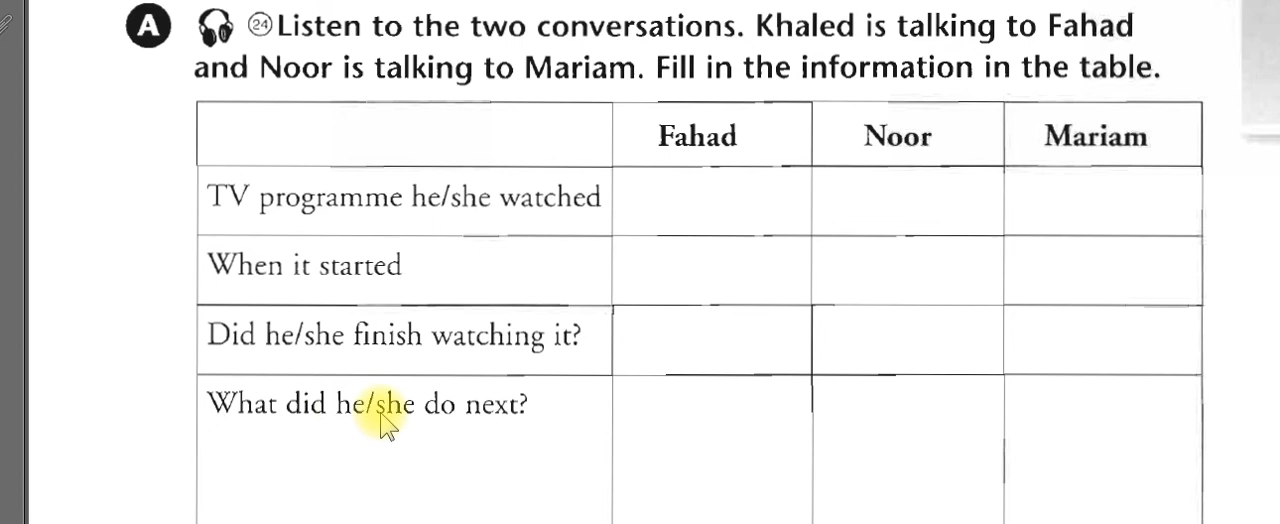 A 24 Listen to the two conversations. Khaled is talking to Fahad
and Noor is talking to Mariam. Fill in the information in the table.
Fahad Noor Mariam
TV programme he/she watched
When it started
Did he/she finish watching it?
What did he/she do next?